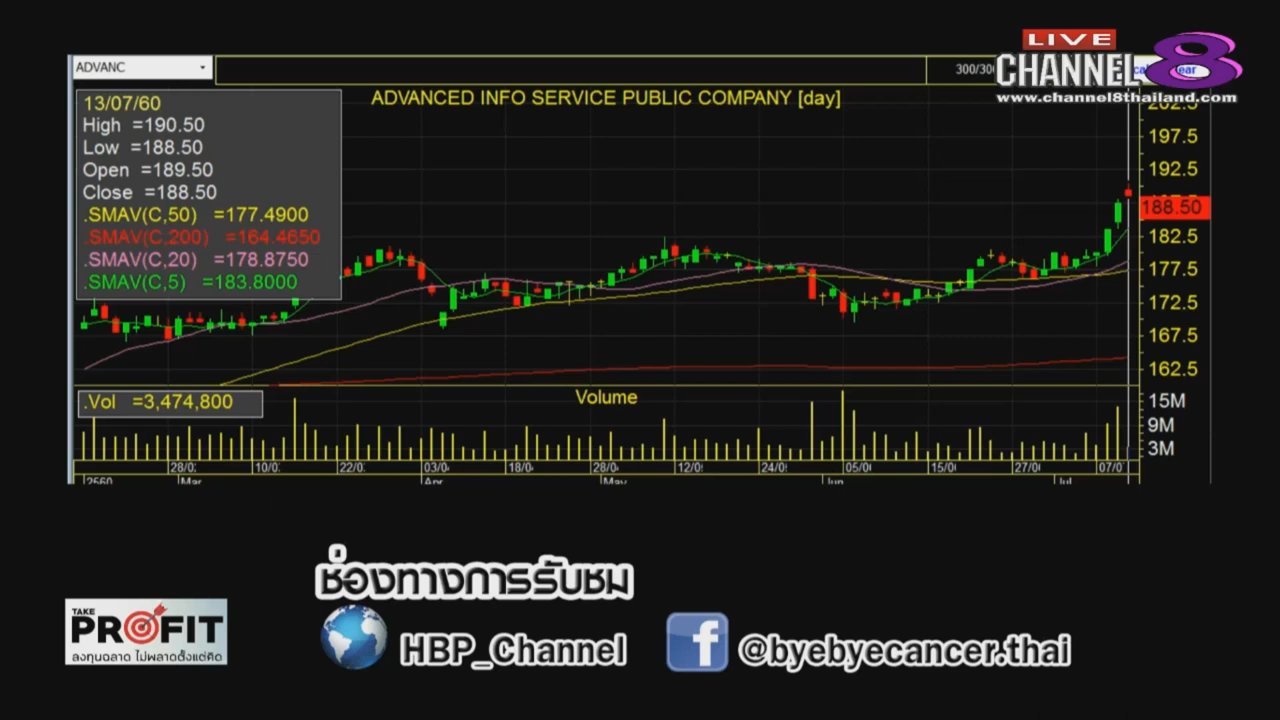 LIVE
CHANNEL 8
www.channel8thailand.com
ADVANC
300/300
ADVANCED INFO SERVICE PUBLIC COMPANY [day]
13/07/60
High =190.50
Low =188.50
Open =189.50
Close =188.50
.SMAV(C,50) =177.4900
.SMAV(C,200) =164.4650
.SMAV(C,20) =178.8750
.SMAV(C,5) =183.8000
202.5
197.5
192.5
188.50
182.5
177.5
172.5
167.5
162.5
.Vol =3,474,800
Volume
15M
9M
3M
28/0 10/0 22/0 03/0 18/0 28/0 12/0 24/0 05/0 15/0 27/0 07/0
2560 Mar Apr May Jun Jul
ช่องทางการรับชม
TAKE
PROFIT
ลงทุนฉลาด ไม่พลาดตั้งแต่คิด
HBP_Channel
f @byebyecancer.thai